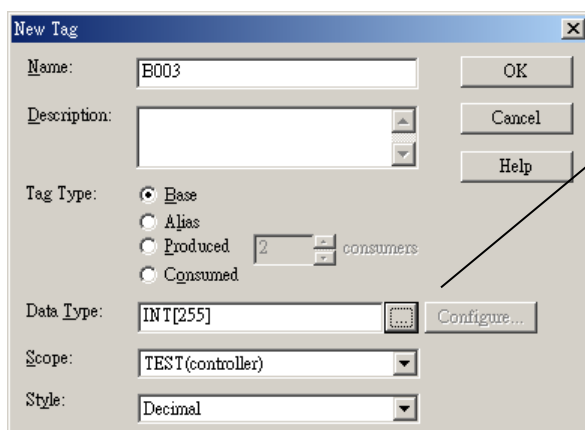 New Tag
Name: B003 OK
Description: Cancel
Help
Tag Type: Base
Alias
Produced 2 consumers
Consumed
Data Type: INT[255] ... Configure...
Scope: TEST(controller)
Style: Decimal